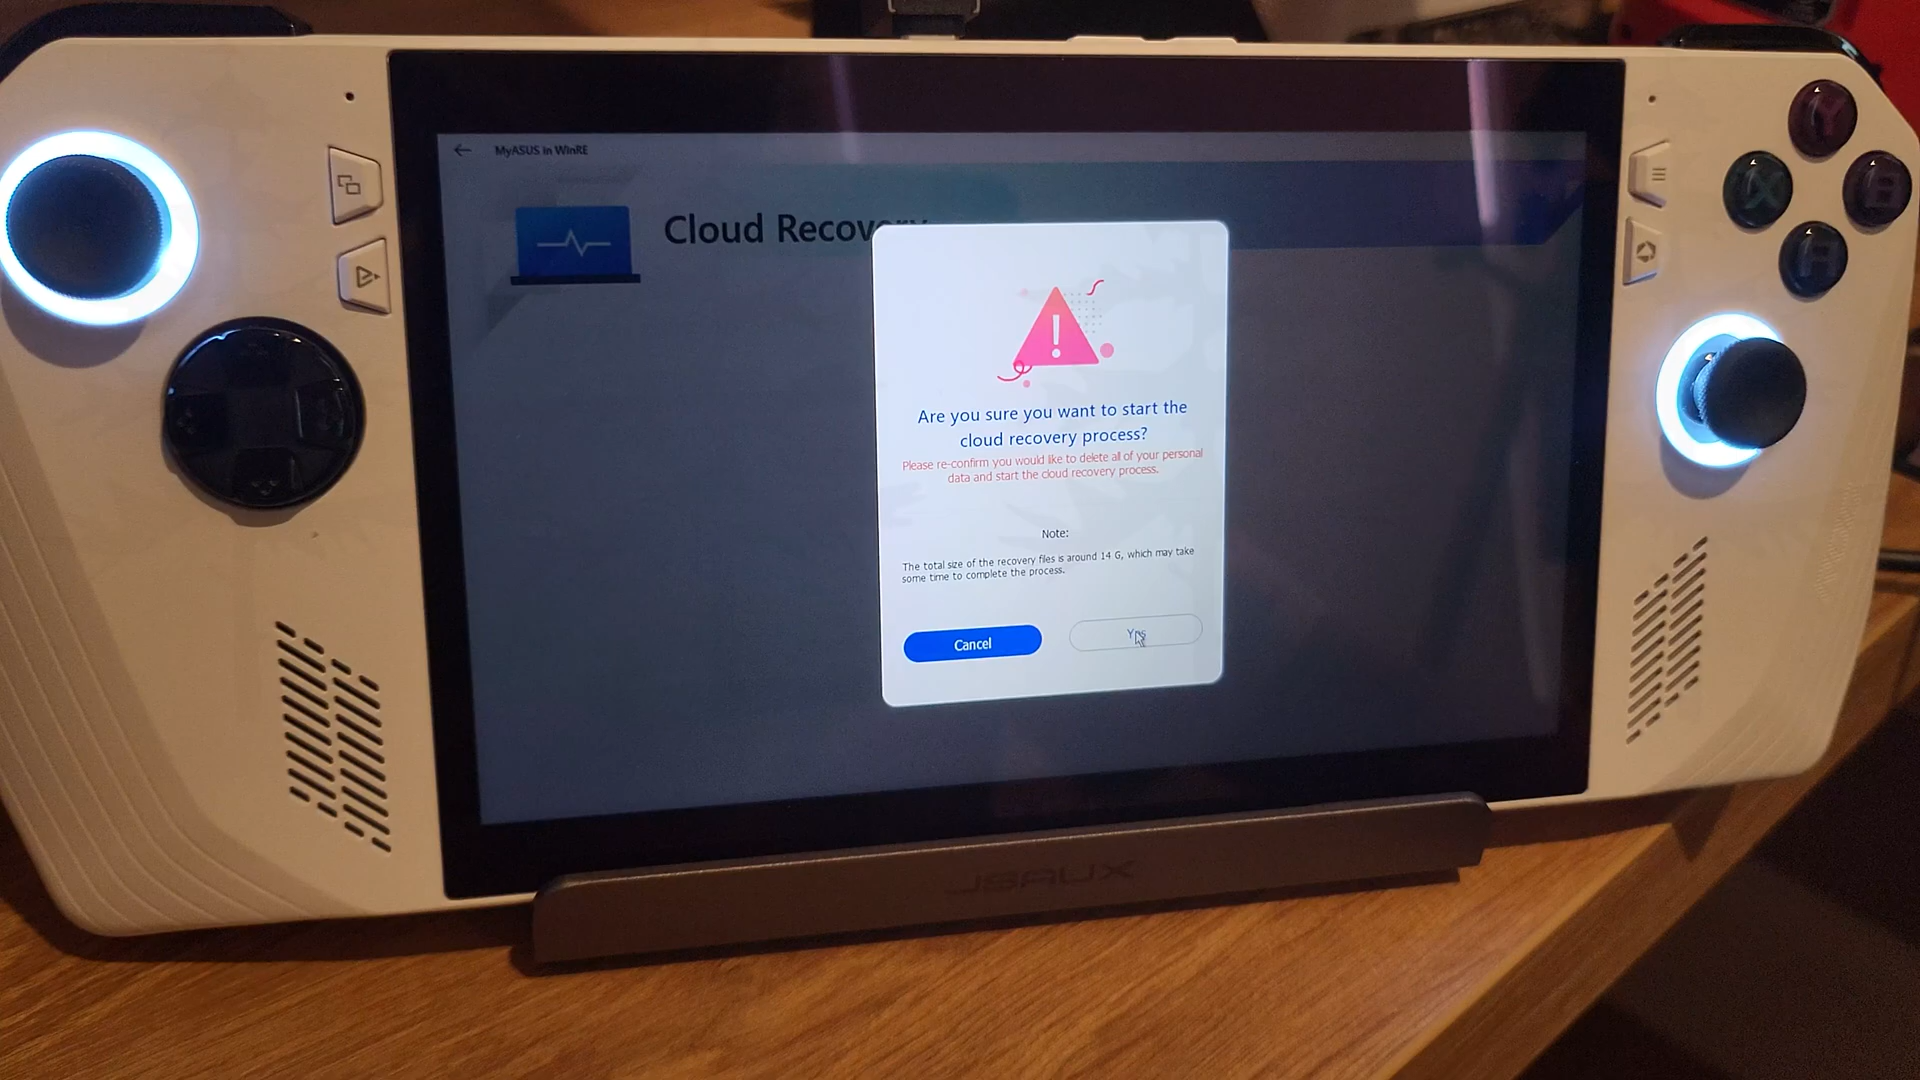 MyASUS in WinRE
Cloud Recovery
Are you sure you want to start the
cloud recovery process?
Please re-confirm you would like to delete all of your personal
data and start the cloud recovery process.
Note:
The total size of the recovery files is around 14 G, which may take
some time to complete the process.
Cancel
Yes
Y
X
B
A
JSAUX